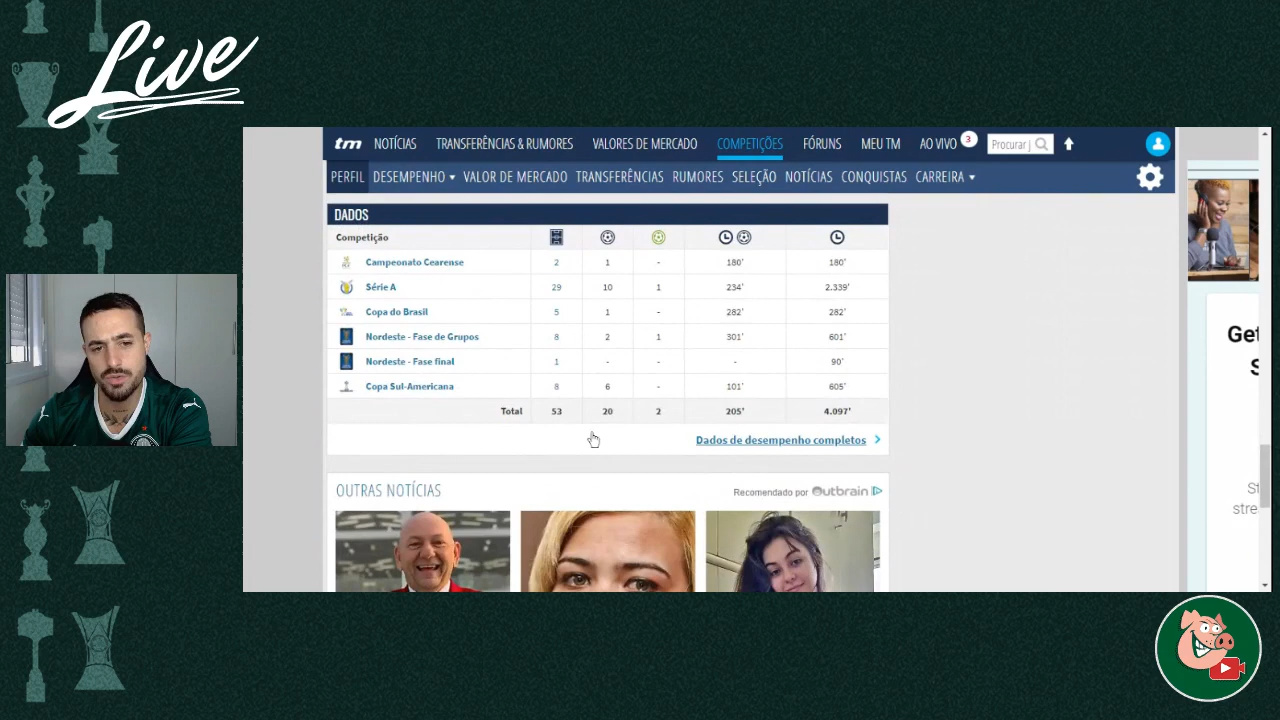 Live
tm NOTÍCIAS TRANSFERÊNCIAS & RUMORES VALORES DE MERCADO COMPETIÇÕES FÓRUNS MEU TM AO VIVO 3 Procurar j
PERFIL DESEMPENHO VALOR DE MERCADO TRANSFERÊNCIAS RUMORES SELEÇÃO NOTÍCIAS CONQUISTAS CARREIRA
DADOS
Competição
Campeonato Cearense 2 1 - 180' 180'
Série A 29 10 1 234' 2.339'
Copa do Brasil 5 1 - 282' 282'
Nordeste - Fase de Grupos 8 2 1 301' 601'
Nordeste - Fase final 1 - - - 90'
Copa Sul-Americana 8 6 - 101' 605'
Total 53 20 2 205' 4.097'
Dados de desempenho completos
OUTRAS NOTÍCIAS
Recomendado por Outbrain
Get
S
St
stre